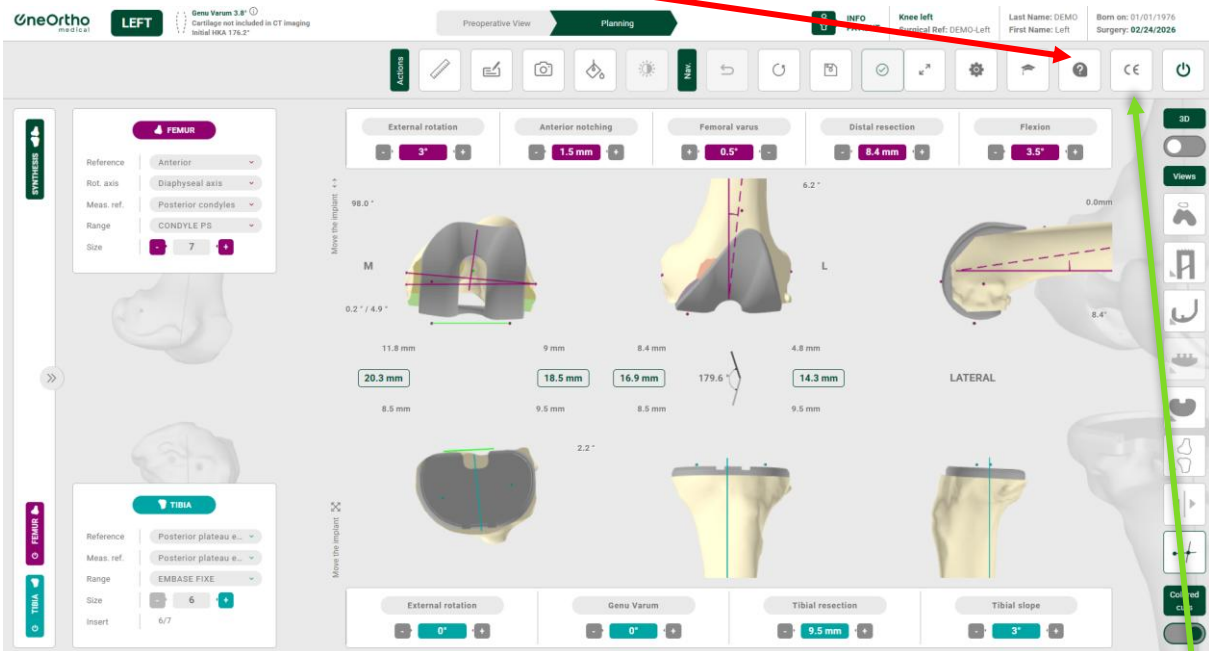 OneOrtho
medical
LEFT
Genu Varum 3.8°
Cartilage not included in CT imaging
Initial HKA 176.2°
Preoperative View
Planning
INFO
Knee left
Surgical Ref: DEMO-Left
Last Name: DEMO
First Name: Left
Born on: 01/01/1976
Surgery: 02/24/2026
Actions
Nav.
CE
SYNTHESIS
FEMUR
Reference Anterior
Rot. axis Diaphyseal axis
Meas. ref. Posterior condyles
Range CONDYLE PS
Size - 7 +
External rotation
- 3° +
Anterior notching
- 1.5 mm +
Femoral varus
+ 0.5° -
Distal resection
- 8.4 mm +
Flexion
- 3.5° +
3D
Views
Move the implant
98.0 °
6.2 °
0.0mm
M
L
0.2 ° / 4.9 °
8.4°
11.8 mm
9 mm
8.4 mm
4.8 mm
20.3 mm
18.5 mm
16.9 mm
179.6 °
14.3 mm
LATERAL
8.5 mm
9.5 mm
8.5 mm
9.5 mm
2.2 °
Move the implant
TIBIA
Reference Posterior plateau e...
Meas. ref. Posterior plateau e...
Range EMBASE FIXE
Size - 6 +
Insert 6/7
FEMUR
TIBIA
External rotation
- 0° +
Genu Varum
- 0° +
Tibial resection
- 9.5 mm +
Tibial slope
- 3° +
Colored
cuts